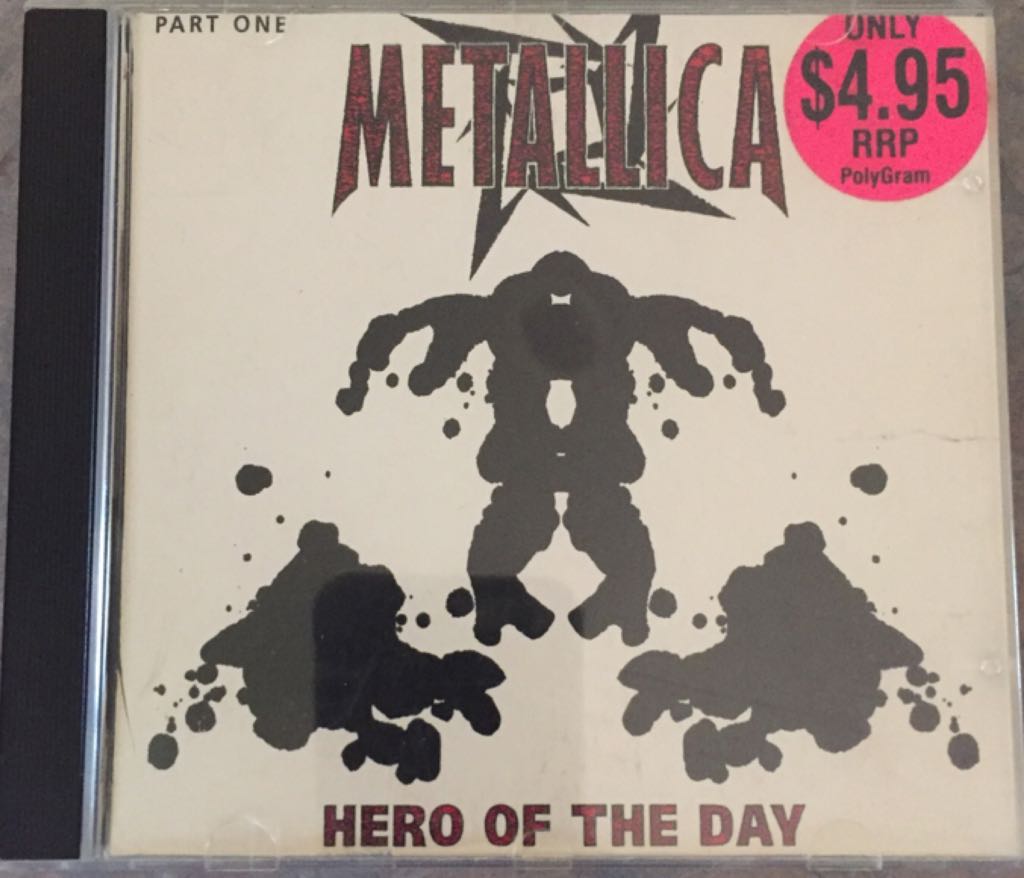 PART ONE
METALLICA
ONLY
$4.95
RRP
PolyGram
HERO OF THE DAY